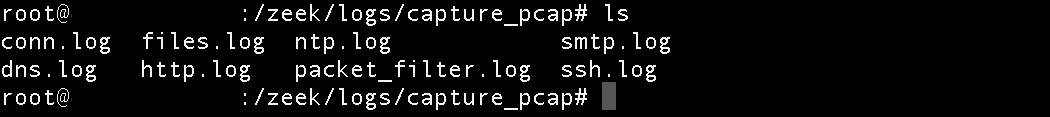 root@ :/zeek/logs/capture_pcap# ls
conn.log files.log ntp.log smtp.log
dns.log http.log packet_filter.log ssh.log
root@ :/zeek/logs/capture_pcap#